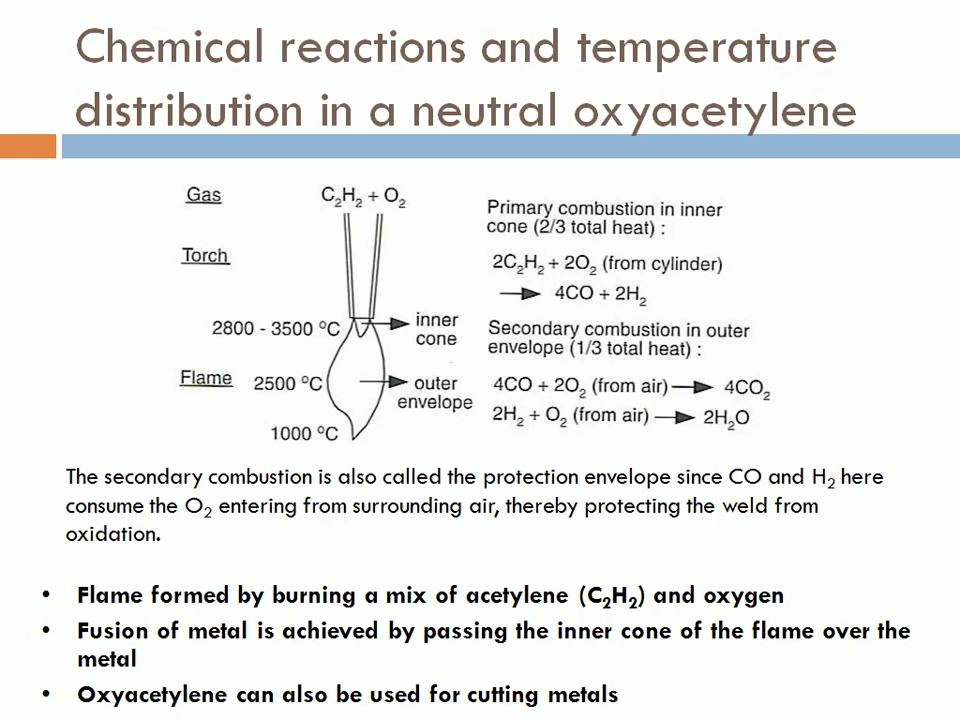 Chemical reactions and temperature
distribution in a neutral oxyacetylene
Gas
C₂H₂ + O₂
Torch
2800 - 3500 °C
inner
cone
Flame
2500 °C
outer
envelope
1000 °C
Primary combustion in inner
cone (2/3 total heat) :
2C₂H₂ + 2O₂ (from cylinder)
→ 4CO + 2H₂
Secondary combustion in outer
envelope (1/3 total heat) :
4CO + 2O₂ (from air) → 4CO₂
2H₂ + O₂ (from air) → 2H₂O
The secondary combustion is also called the protection envelope since CO and H₂ here
consume the O₂ entering from surrounding air, thereby protecting the weld from
oxidation.
• Flame formed by burning a mix of acetylene (C₂H₂) and oxygen
• Fusion of metal is achieved by passing the inner cone of the flame over the
metal
• Oxyacetylene can also be used for cutting metals